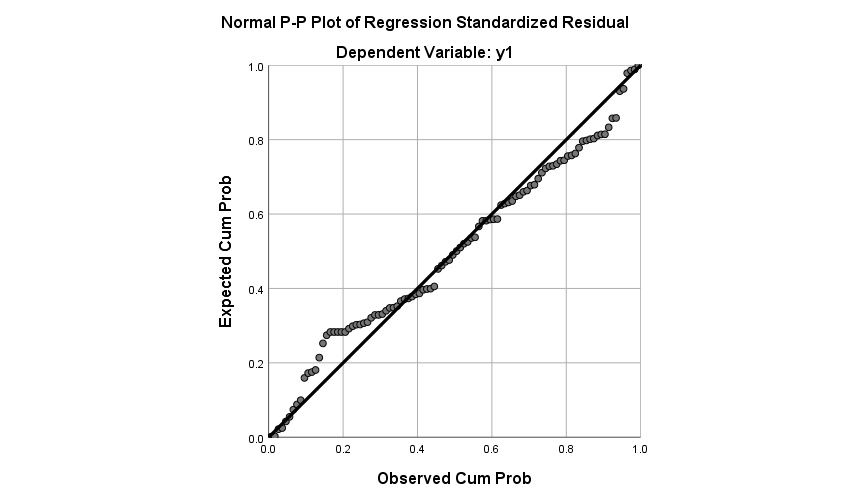 Normal P-P Plot of Regression Standardized Residual
Dependent Variable: y1
Expected Cum Prob
1.0
0.8
0.6
0.4
0.2
0.0
0.0 0.2 0.4 0.6 0.8 1.0
Observed Cum Prob